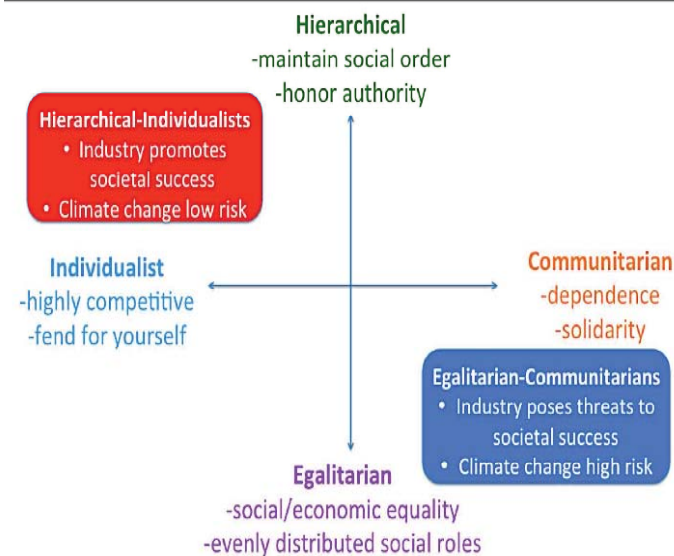 Hierarchical
-maintain social order
-honor authority
Hierarchical-Individualists
• Industry promotes
societal success
• Climate change low risk
Individualist
-highly competitive
-fend for yourself
Communitarian
-dependence
-solidarity
Egalitarian-Communitarians
• Industry poses threats to
societal success
• Climate change high risk
Egalitarian
-social/economic equality
-evenly distributed social roles